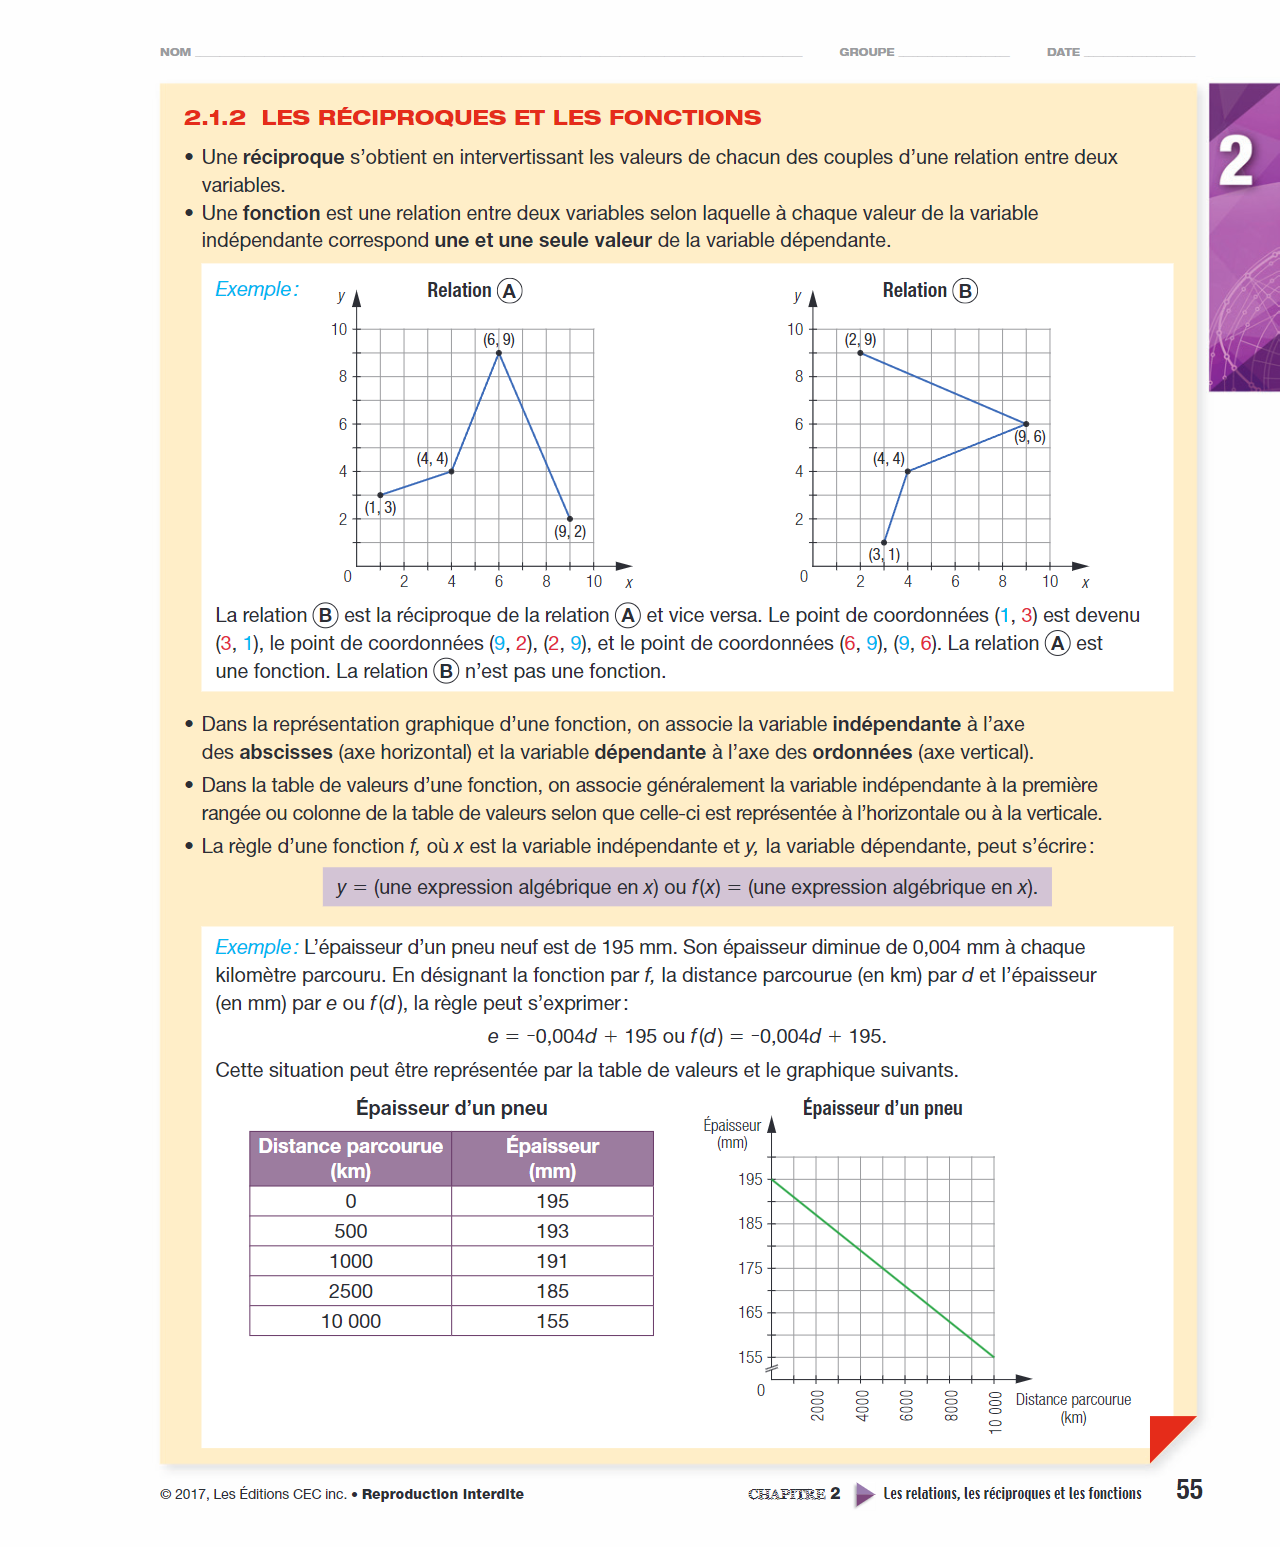 NOM GROUPE DATE
2.1.2 LES RÉCIPROQUES ET LES FONCTIONS
2
• Une réciproque s'obtient en intervertissant les valeurs de chacun des couples d'une relation entre deux
variables.
• Une fonction est une relation entre deux variables selon laquelle à chaque valeur de la variable
indépendante correspond une et une seule valeur de la variable dépendante.
Exemple :
Relation A
y
10
8
6
4
2
0
2 4 6 8 10 x
(6, 9)
(4, 4)
(1, 3)
(9, 2)
Relation B
y
10
8
6
4
2
0
2 4 6 8 10 x
(2, 9)
(9, 6)
(4, 4)
(3, 1)
La relation B est la réciproque de la relation A et vice versa. Le point de coordonnées (1, 3) est devenu
(3, 1), le point de coordonnées (9, 2), (2, 9), et le point de coordonnées (6, 9), (9, 6). La relation A est
une fonction. La relation B n'est pas une fonction.
• Dans la représentation graphique d'une fonction, on associe la variable indépendante à l'axe
des abscisses (axe horizontal) et la variable dépendante à l'axe des ordonnées (axe vertical).
• Dans la table de valeurs d'une fonction, on associe généralement la variable indépendante à la première
rangée ou colonne de la table de valeurs selon que celle-ci est représentée à l'horizontale ou à la verticale.
• La règle d'une fonction f, où x est la variable indépendante et y, la variable dépendante, peut s'écrire :
y = (une expression algébrique en x) ou f(x) = (une expression algébrique en x).
Exemple : L'épaisseur d'un pneu neuf est de 195 mm. Son épaisseur diminue de 0,004 mm à chaque
kilomètre parcouru. En désignant la fonction par f, la distance parcourue (en km) par d et l'épaisseur
(en mm) par e ou f(d), la règle peut s'exprimer :
e = -0,004d + 195 ou f(d) = -0,004d + 195.
Cette situation peut être représentée par la table de valeurs et le graphique suivants.
Épaisseur d'un pneu
Distance parcourue Épaisseur
(km) (mm)
0 195
500 193
1000 191
2500 185
10 000 155
Épaisseur d'un pneu
Épaisseur
(mm)
195
185
175
165
155
0
2000 4000 6000 8000 10 000
Distance parcourue
(km)
© 2017, Les Éditions CEC inc. • Reproduction interdite
CHAPITRE 2 Les relations, les réciproques et les fonctions 55